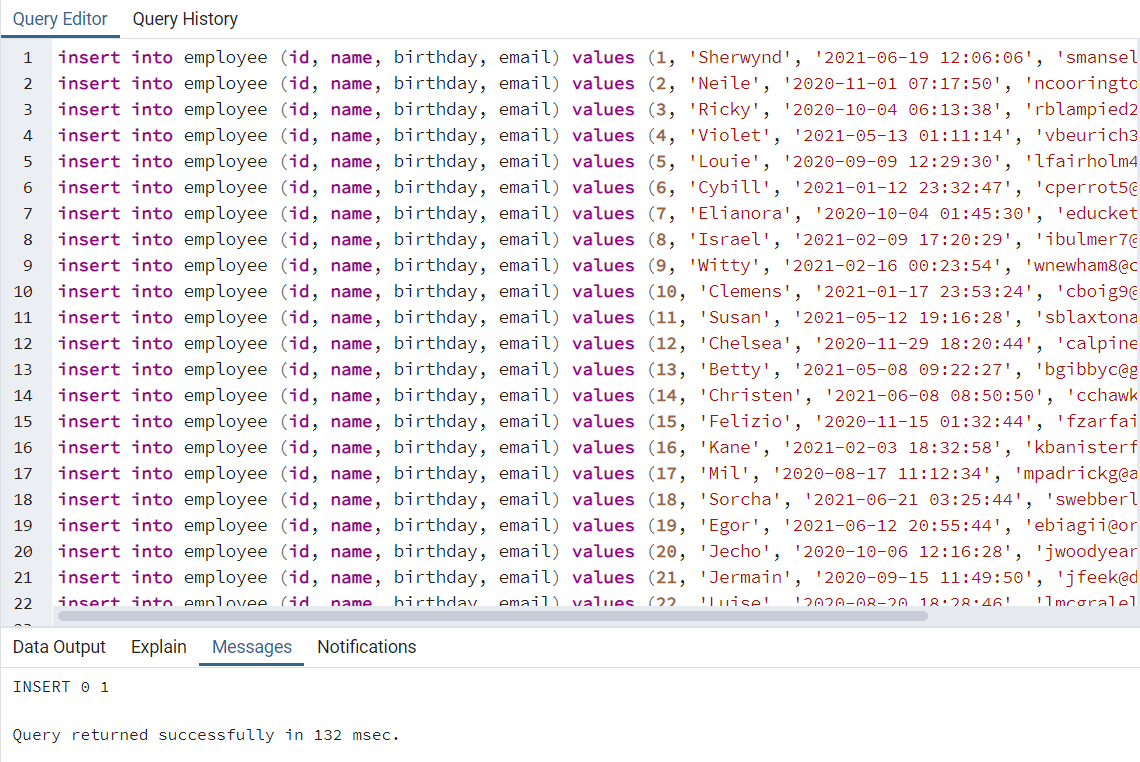 Query Editor Query History
1 insert into employee (id, name, birthday, email) values (1, 'Sherwynd', '2021-06-19 12:06:06', 'smansel
2 insert into employee (id, name, birthday, email) values (2, 'Neile', '2020-11-01 07:17:50', 'ncooringto
3 insert into employee (id, name, birthday, email) values (3, 'Ricky', '2020-10-04 06:13:38', 'rblampied2
4 insert into employee (id, name, birthday, email) values (4, 'Violet', '2021-05-13 01:11:14', 'vbeurich3
5 insert into employee (id, name, birthday, email) values (5, 'Louie', '2020-09-09 12:29:30', 'lfairholm4
6 insert into employee (id, name, birthday, email) values (6, 'Cybill', '2021-01-12 23:32:47', 'cperrot5@
7 insert into employee (id, name, birthday, email) values (7, 'Elianora', '2020-10-04 01:45:30', 'educket
8 insert into employee (id, name, birthday, email) values (8, 'Israel', '2021-02-09 17:20:29', 'ibulmer7@
9 insert into employee (id, name, birthday, email) values (9, 'Witty', '2021-02-16 00:23:54', 'wnewham8@c
10 insert into employee (id, name, birthday, email) values (10, 'Clemens', '2021-01-17 23:53:24', 'cboig9@
11 insert into employee (id, name, birthday, email) values (11, 'Susan', '2021-05-12 19:16:28', 'sblaxtona
12 insert into employee (id, name, birthday, email) values (12, 'Chelsea', '2020-11-29 18:20:44', 'calpine
13 insert into employee (id, name, birthday, email) values (13, 'Betty', '2021-05-08 09:22:27', 'bgibbyc@g
14 insert into employee (id, name, birthday, email) values (14, 'Christen', '2021-06-08 08:50:50', 'cchawk
15 insert into employee (id, name, birthday, email) values (15, 'Felizio', '2020-11-15 01:32:44', 'fzarfai
16 insert into employee (id, name, birthday, email) values (16, 'Kane', '2021-02-03 18:32:58', 'kbanisterf
17 insert into employee (id, name, birthday, email) values (17, 'Mil', '2020-08-17 11:12:34', 'mpadrickg@a
18 insert into employee (id, name, birthday, email) values (18, 'Sorcha', '2021-06-21 03:25:44', 'swebberl
19 insert into employee (id, name, birthday, email) values (19, 'Egor', '2021-06-12 20:55:44', 'ebiagii@or
20 insert into employee (id, name, birthday, email) values (20, 'Jecho', '2020-10-06 12:16:28', 'jwoodyear
21 insert into employee (id, name, birthday, email) values (21, 'Jermain', '2020-09-15 11:49:50', 'jfeek@d
22 insert into employee (id, name, birthday, email) values (22, 'Luise', '2020-08-20 18:28:46', 'lmcgralel
Data Output Explain Messages Notifications
INSERT 0 1
Query returned successfully in 132 msec.